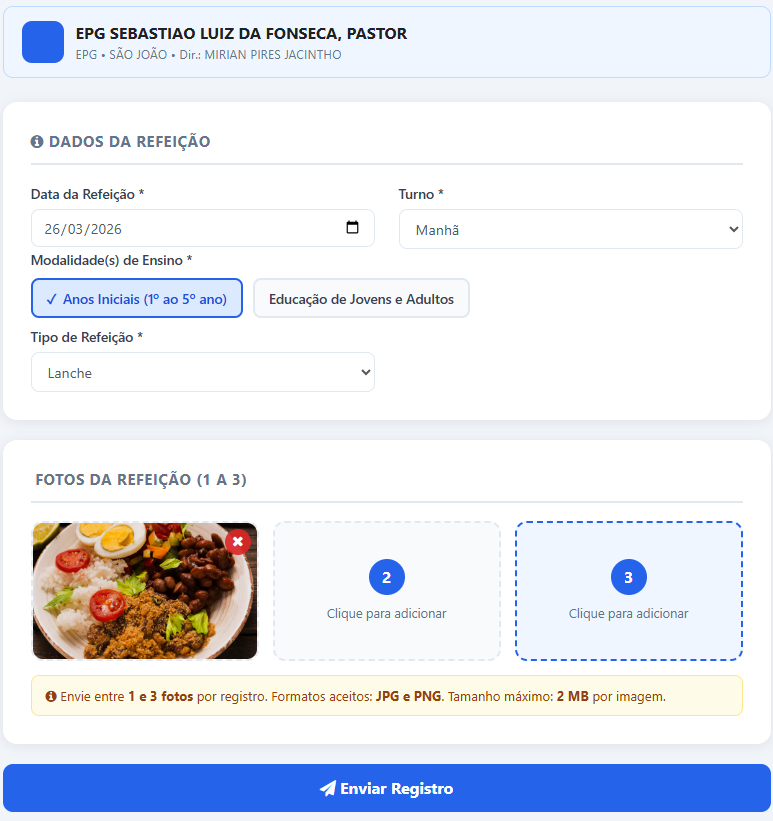 EPG SEBASTIAO LUIZ DA FONSECA, PASTOR
EPG • SÃO JOÃO • Dir.: MIRIAN PIRES JACINTHO
DADOS DA REFEIÇÃO
Data da Refeição *
Turno *
26/03/2026
Manhã
Modalidade(s) de Ensino *
✓ Anos Iniciais (1º ao 5º ano)
Educação de Jovens e Adultos
Tipo de Refeição *
Lanche
FOTOS DA REFEIÇÃO (1 A 3)
2
3
Clique para adicionar
Clique para adicionar
Envie entre 1 e 3 fotos por registro. Formatos aceitos: JPG e PNG. Tamanho máximo: 2 MB por imagem.
Enviar Registro